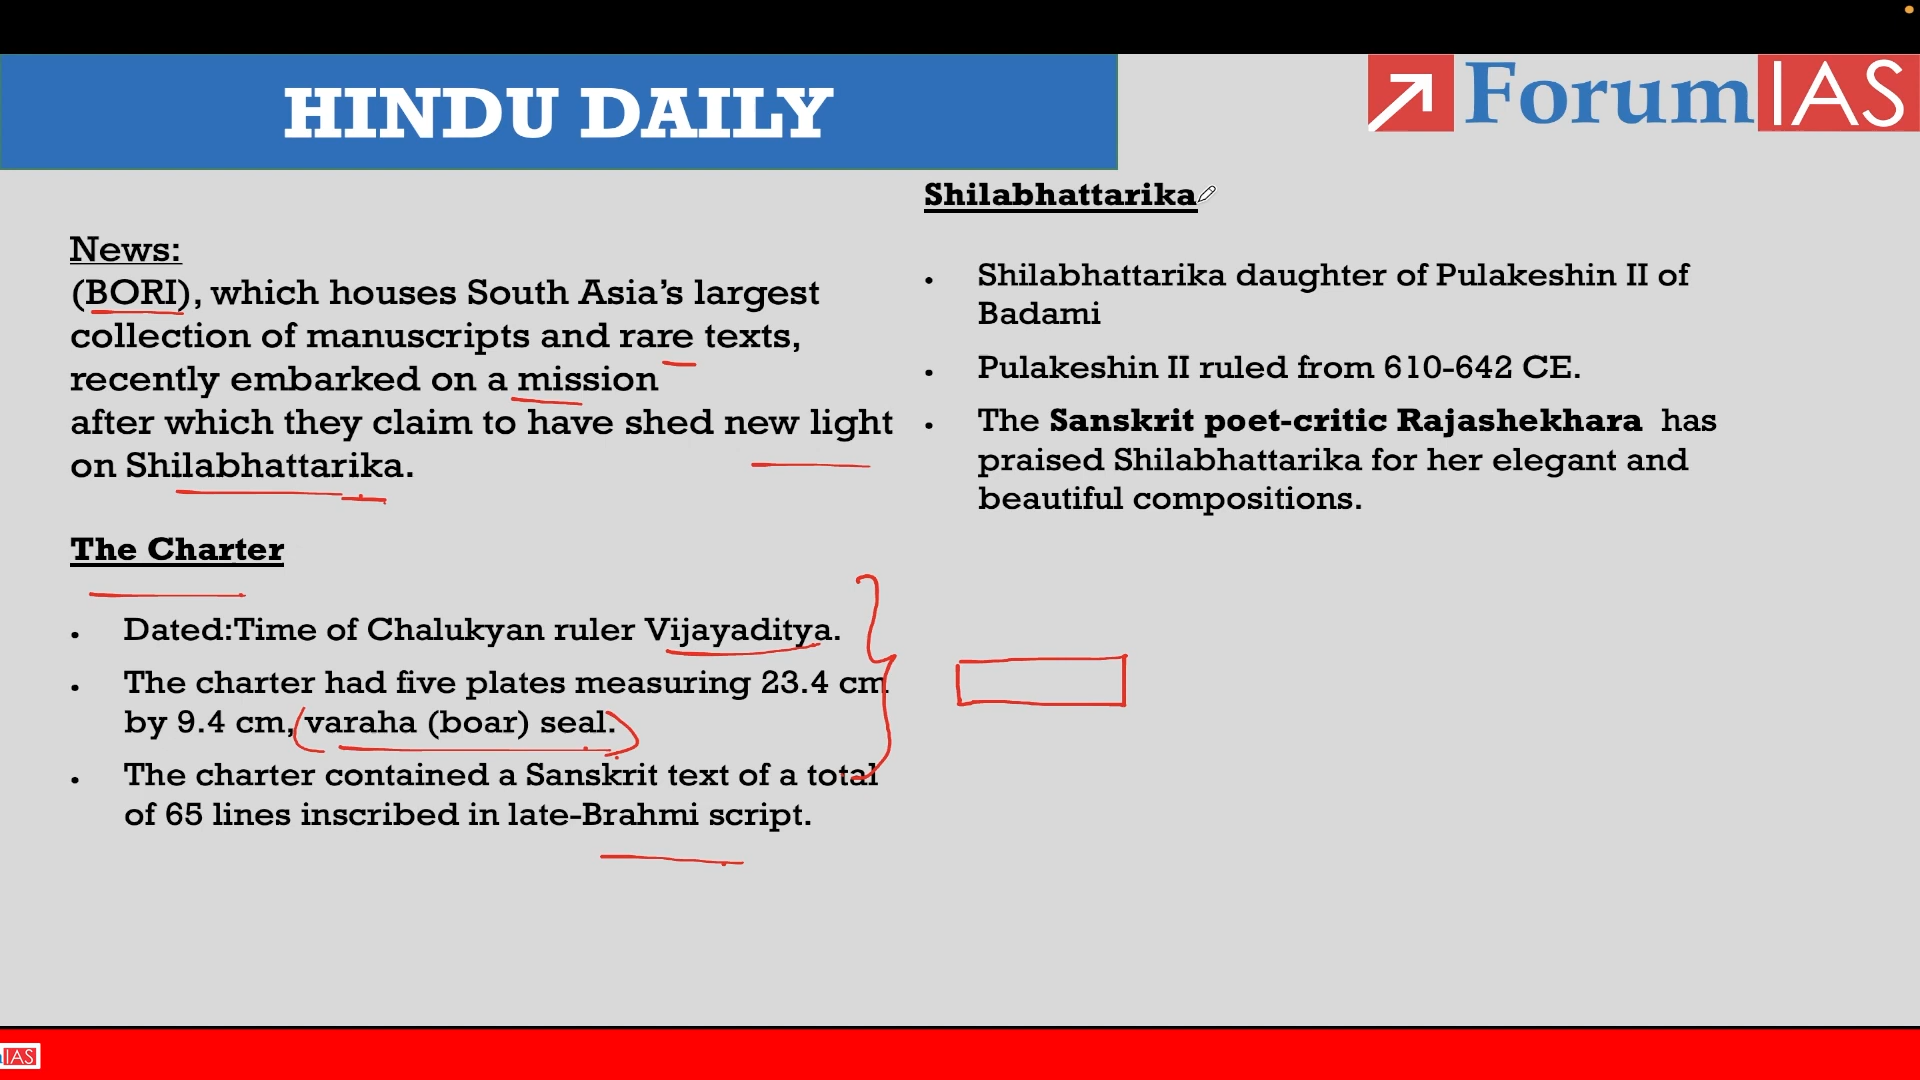 HINDU DAILY
Forum IAS
News:
(BORI), which houses South Asia's largest
collection of manuscripts and rare texts,
recently embarked on a mission
after which they claim to have shed new light
on Shilabhattarika.
The Charter
• Dated:Time of Chalukyan ruler Vijayaditya.
• The charter had five plates measuring 23.4 cm
by 9.4 cm, varaha (boar) seal.
• The charter contained a Sanskrit text of a total
of 65 lines inscribed in late-Brahmi script.
Shilabhattarika
• Shilabhattarika daughter of Pulakeshin II of
Badami
• Pulakeshin II ruled from 610-642 CE.
• The Sanskrit poet-critic Rajashekhara has
praised Shilabhattarika for her elegant and
beautiful compositions.
IAS